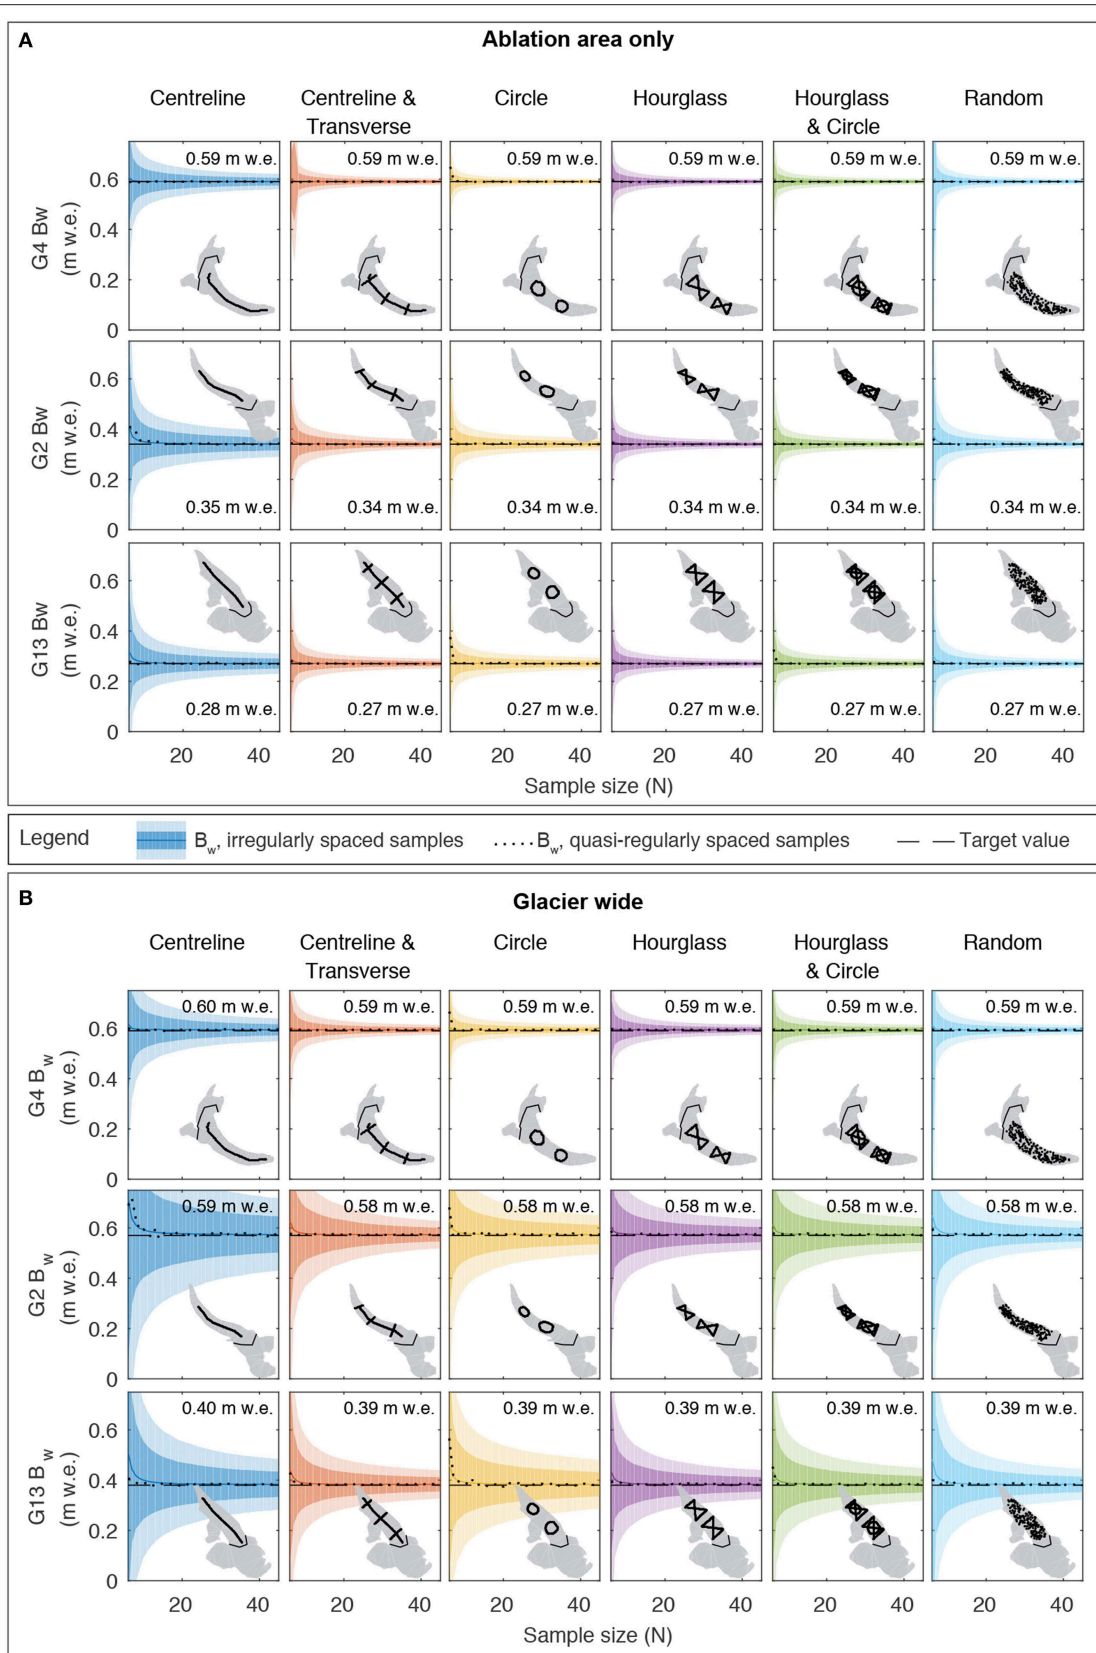 A
Ablation area only
Centreline
Centreline &
Transverse
Circle
Hourglass
Hourglass
& Circle
Random
G4 Bw
(m w.e.)
0.6
0.4
0.2
0
0.59 m w.e.
0.59 m w.e.
0.59 m w.e.
0.59 m w.e.
0.59 m w.e.
0.59 m w.e.
G2 Bw
(m w.e.)
0.6
0.4
0.2
0
0.35 m w.e.
0.34 m w.e.
0.34 m w.e.
0.34 m w.e.
0.34 m w.e.
0.34 m w.e.
G13 Bw
(m w.e.)
0.6
0.4
0.2
0
0.28 m w.e.
0.27 m w.e.
0.27 m w.e.
0.27 m w.e.
0.27 m w.e.
0.27 m w.e.
20 40 20 40 20 40 20 40 20 40 20 40
Sample size (N)
Legend
Bw, irregularly spaced samples
Bw, quasi-regularly spaced samples
Target value
B
Glacier wide
Centreline
Centreline &
Transverse
Circle
Hourglass
Hourglass
& Circle
Random
G4 Bw
(m w.e.)
0.6
0.4
0.2
0
0.60 m w.e.
0.59 m w.e.
0.59 m w.e.
0.59 m w.e.
0.59 m w.e.
0.59 m w.e.
G2 Bw
(m w.e.)
0.6
0.4
0.2
0
0.59 m w.e.
0.58 m w.e.
0.58 m w.e.
0.58 m w.e.
0.58 m w.e.
0.58 m w.e.
G13 Bw
(m w.e.)
0.6
0.4
0.2
0
0.40 m w.e.
0.39 m w.e.
0.39 m w.e.
0.39 m w.e.
0.39 m w.e.
0.39 m w.e.
20 40 20 40 20 40 20 40 20 40 20 40
Sample size (N)